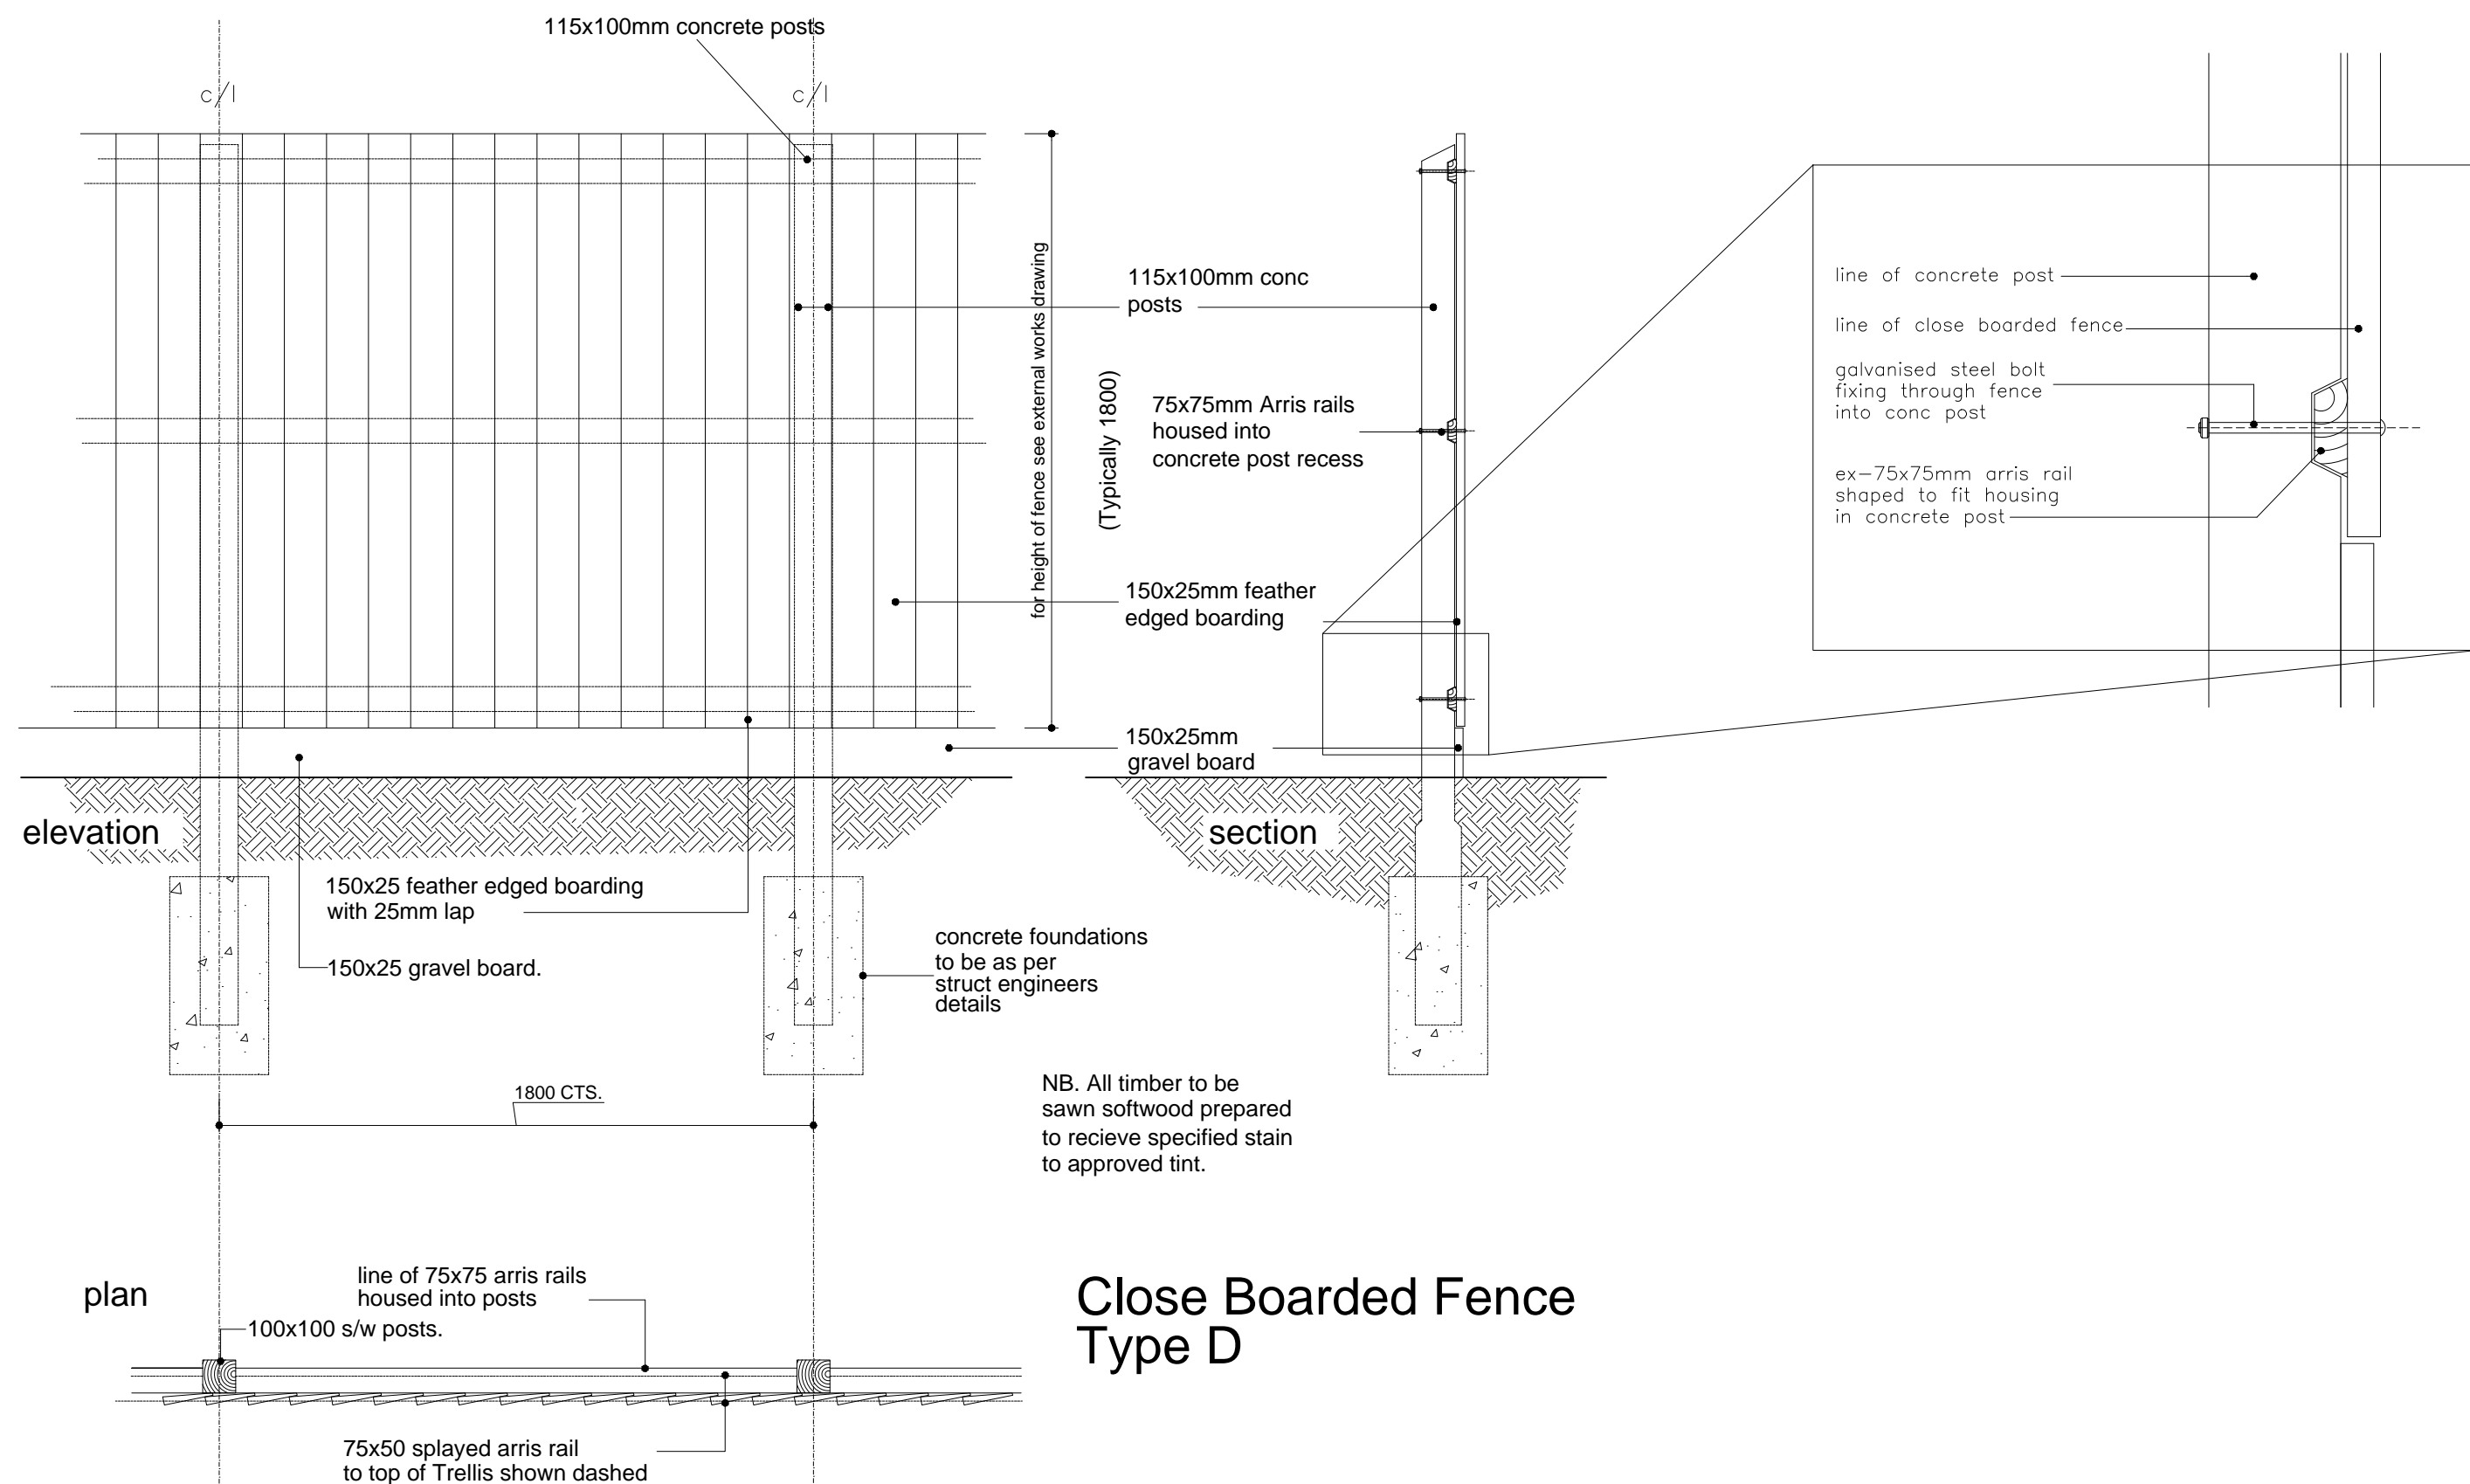 115x100mm concrete posts
c/l
c/l
for height of fence see external works drawing
(Typically 1800)
115x100mm conc
posts
75x75mm Arris rails
housed into
concrete post recess
150x25mm feather
edged boarding
150x25mm
gravel board
line of concrete post
line of close boarded fence
galvanised steel bolt
fixing through fence
into conc post
ex-75x75mm arris rail
shaped to fit housing
in concrete post
elevation
section
150x25 feather edged boarding
with 25mm lap
150x25 gravel board.
concrete foundations
to be as per
struct engineers
details
1800 CTS.
NB. All timber to be
sawn softwood prepared
to recieve specified stain
to approved tint.
plan
line of 75x75 arris rails
housed into posts
100x100 s/w posts.
75x50 splayed arris rail
to top of Trellis shown dashed
Close Boarded Fence
Type D